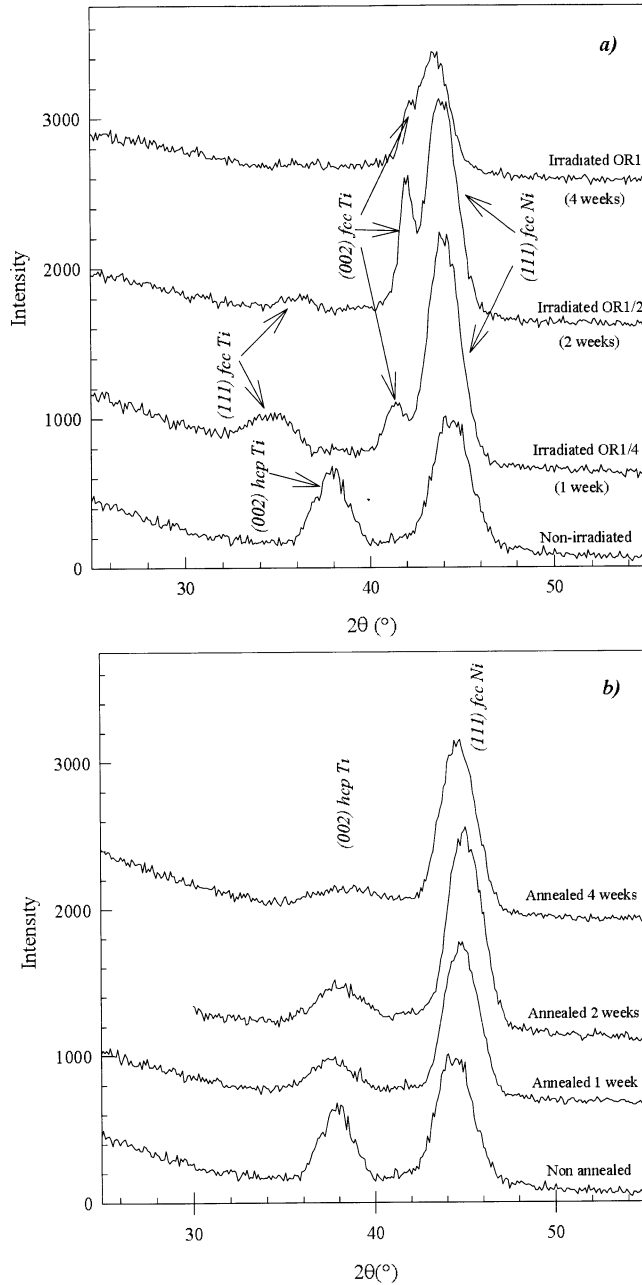 a)
3000
2000
1000
0
Intensity
Irradiated OR1
(4 weeks)
(002) fcc Ti
(111) fcc Ni
Irradiated OR1/2
(2 weeks)
(111) fcc Ti
Irradiated OR1/4
(1 week)
(002) hcp Ti
Non-irradiated
30
40
50
2θ (°)
b)
3000
2000
1000
0
Intensity
(002) hcp Ti
(111) fcc Ni
Annealed 4 weeks
Annealed 2 weeks
Annealed 1 week
Non annealed
30
40
50
2θ(°)